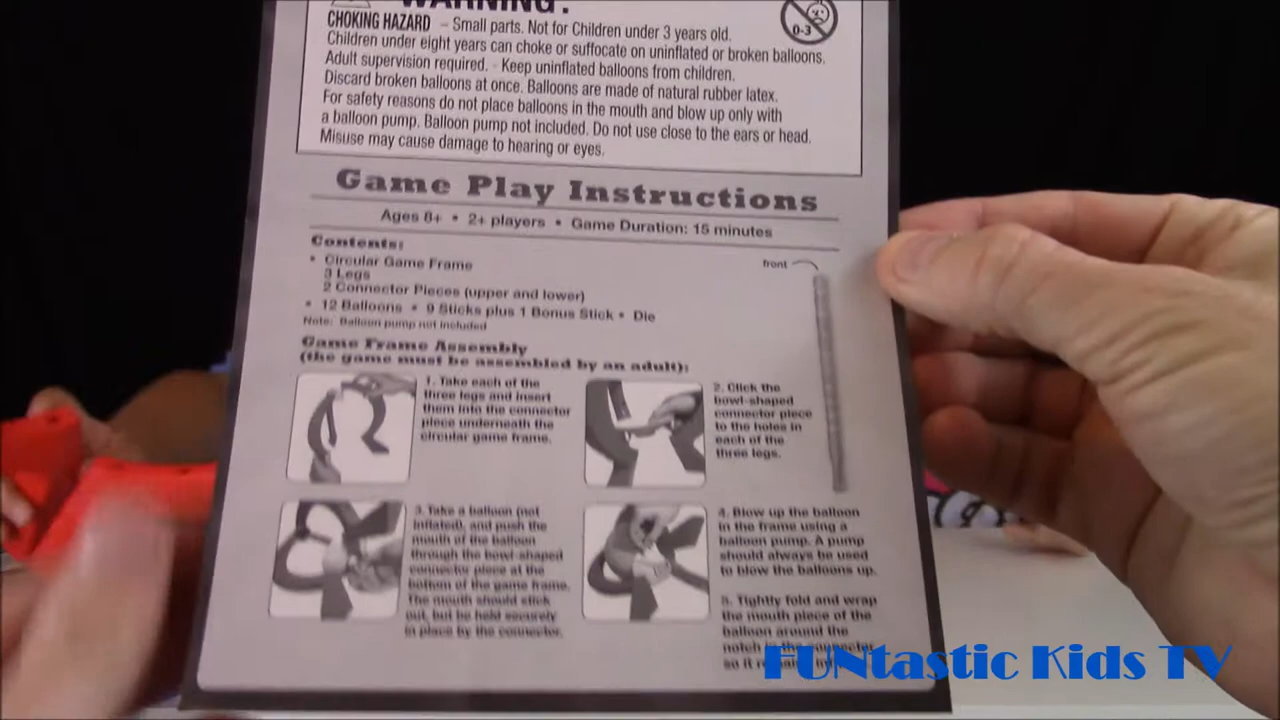 WARNING:
CHOKING HAZARD – Small parts. Not for Children under 3 years old.
0-3
Children under eight years can choke or suffocate on uninflated or broken balloons.
Adult supervision required. - Keep uninflated balloons from children.
Discard broken balloons at once. Balloons are made of natural rubber latex.
For safety reasons do not place balloons in the mouth and blow up only with
a balloon pump. Balloon pump not included. Do not use close to the ears or head.
Misuse may cause damage to hearing or eyes.
Game Play Instructions
Ages 8+ • 2+ players • Game Duration: 15 minutes
Contents:
• Circular Game Frame
3 Legs
2 Connector Pieces (upper and lower)
• 12 Balloons • 9 Sticks plus 1 Bonus Stick • Die
Note: Balloon pump not included
front
Game Frame Assembly
(the game must be assembled by an adult):
1. Take each of the
three legs and insert
them into the connector
piece underneath the
circular game frame.
2. Click the
bowl-shaped
connector piece
to the holes in
each of the
three legs.
3. Take a balloon (not
inflated), and push the
mouth of the balloon
through the bowl-shaped
connector piece at the
bottom of the game frame.
The mouth should stick
out, but be held securely
in place by the connector.
4. Blow up the balloon
in the frame using a
balloon pump. A pump
should always be used
to blow the balloons up.
5. Tightly fold and wrap
the mouth piece of the
balloon around the
notch in the connector
so it
FUNtastic Kids TV